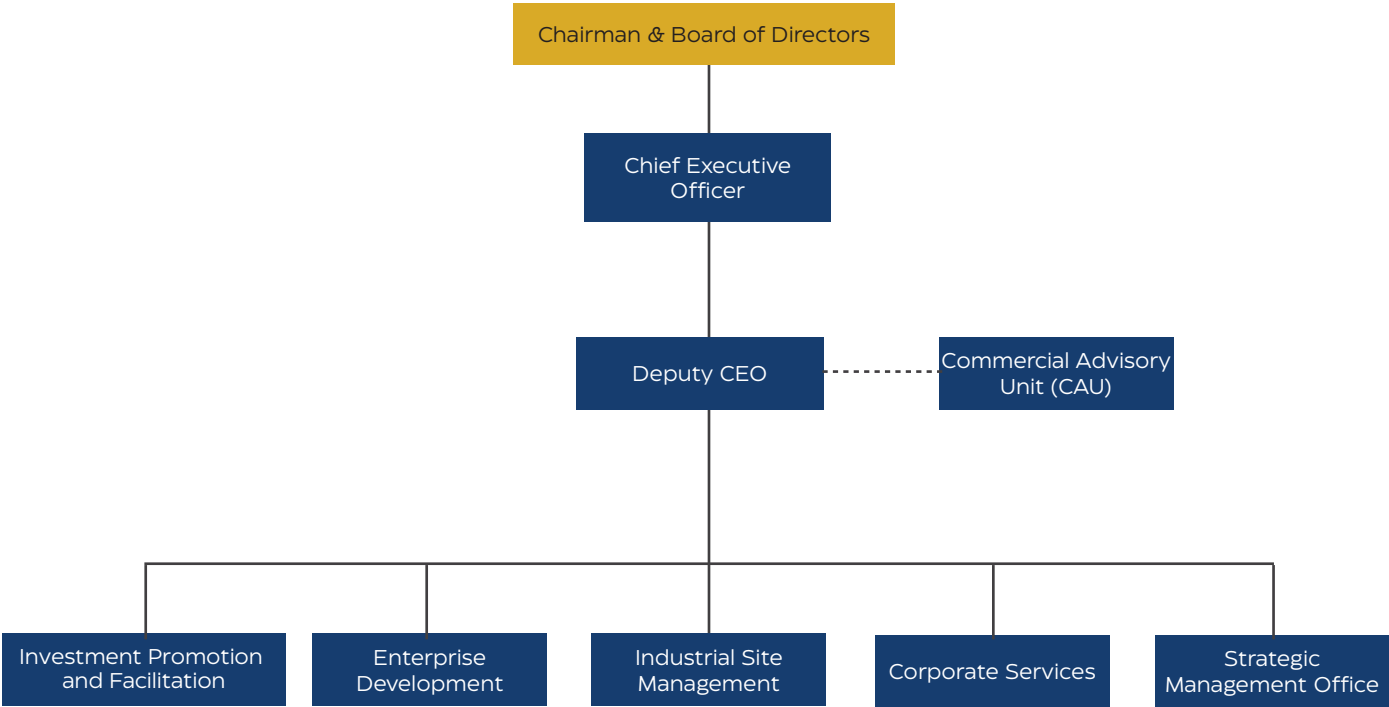 Chairman & Board of Directors
Chief Executive
Officer
Deputy CEO
Commercial Advisory
Unit (CAU)
Investment Promotion
and Facilitation
Enterprise
Development
Industrial Site
Management
Corporate Services
Strategic
Management Office